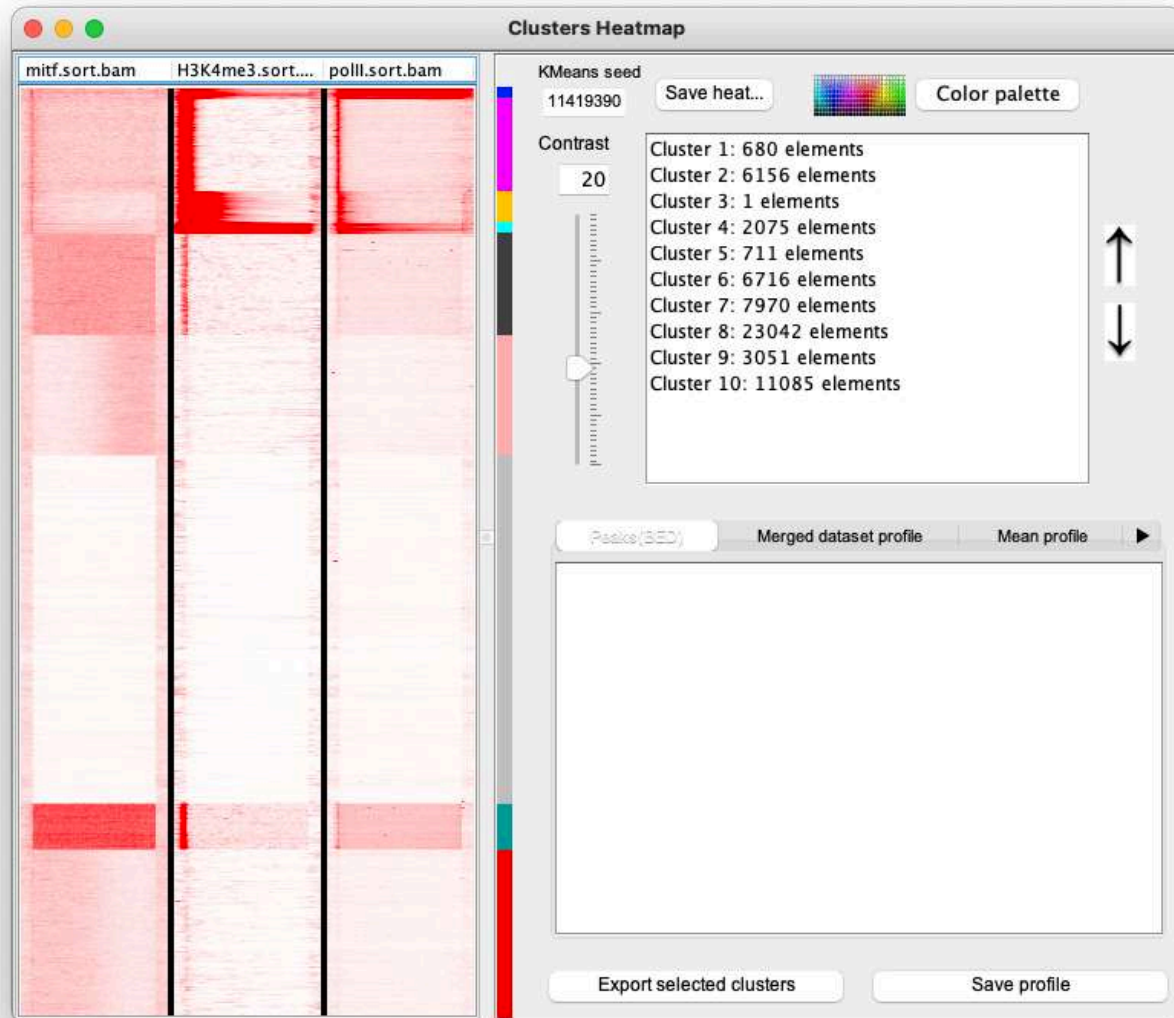 Clusters Heatmap
mitf.sort.bam H3K4me3.sort.... polII.sort.bam
KMeans seed
11419390
Save heat...
Color palette
Contrast
20
Cluster 1: 680 elements
Cluster 2: 6156 elements
Cluster 3: 1 elements
Cluster 4: 2075 elements
Cluster 5: 711 elements
Cluster 6: 6716 elements
Cluster 7: 7970 elements
Cluster 8: 23042 elements
Cluster 9: 3051 elements
Cluster 10: 11085 elements
Peaks(BED) Merged dataset profile Mean profile
Export selected clusters Save profile